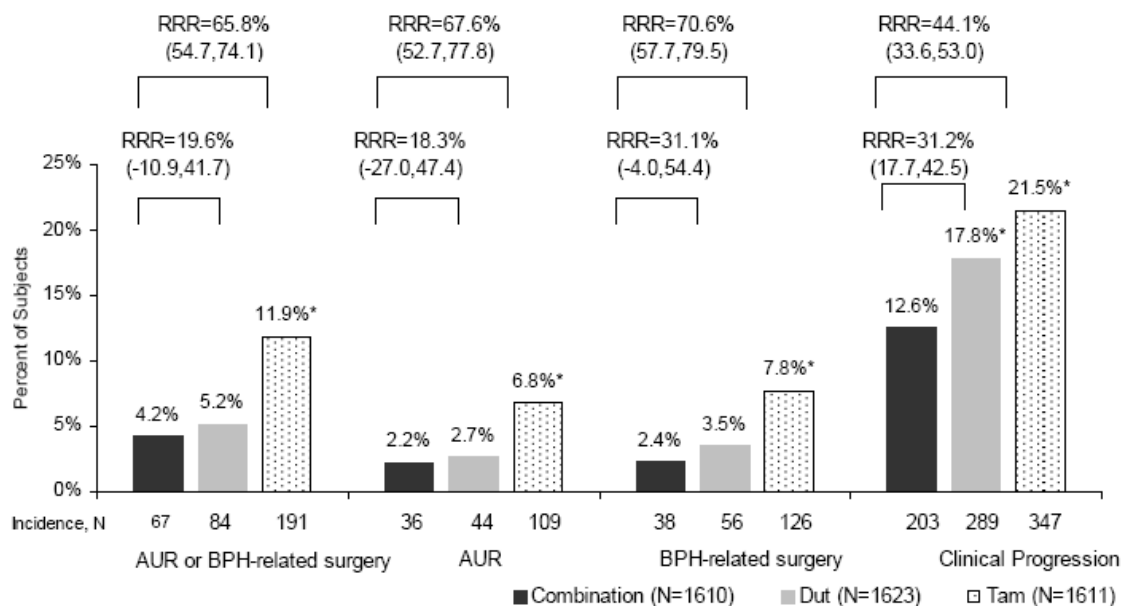 RRR=65.8% RRR=67.6% RRR=70.6% RRR=44.1%
(54.7,74.1) (52.7,77.8) (57.7,79.5) (33.6,53.0)
RRR=19.6% RRR=18.3% RRR=31.1% RRR=31.2%
(-10.9,41.7) (-27.0,47.4) (-4.0,54.4) (17.7,42.5)
25%
20%
15%
10%
5%
0%
Percent of Subjects
4.2% 5.2% 11.9%*
2.2% 2.7% 6.8%*
2.4% 3.5% 7.8%*
12.6% 17.8%* 21.5%*
Incidence, N 67 84 191 36 44 109 38 56 126 203 289 347
AUR or BPH-related surgery AUR BPH-related surgery Clinical Progression
Combination (N=1610) Dut (N=1623) Tam (N=1611)